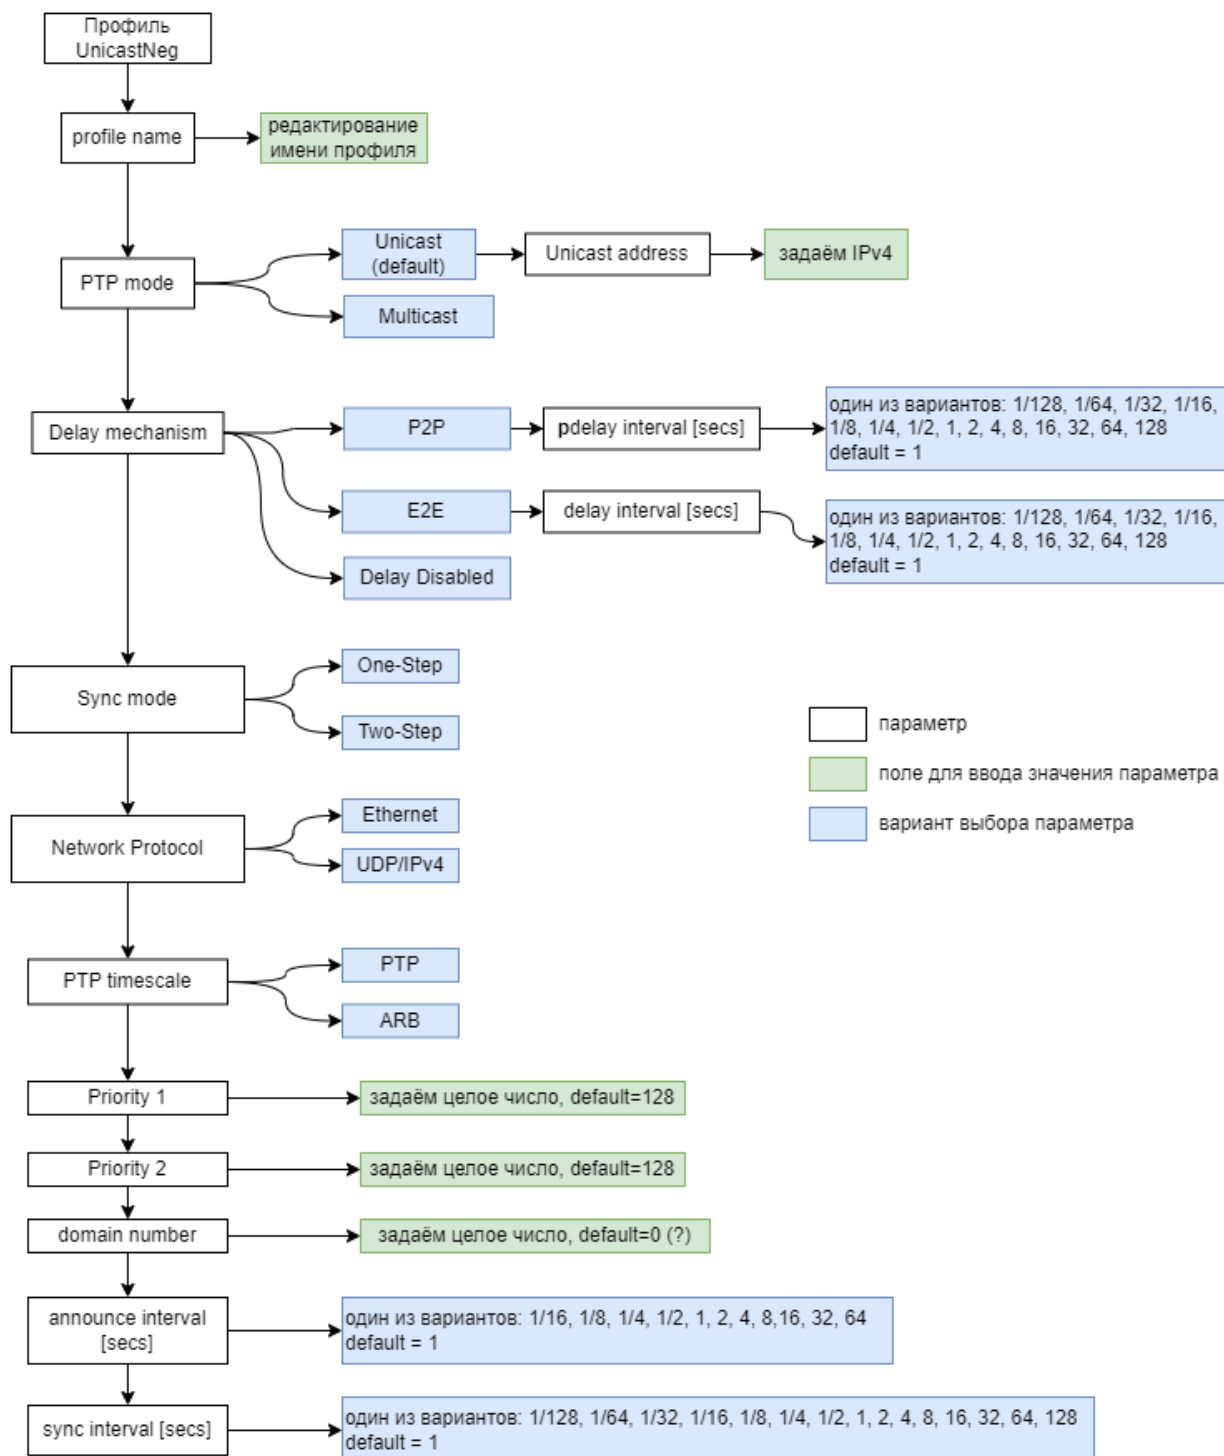 Профиль
UnicastNeg
profile name
редактирование
имени профиля
PTP mode
Unicast
(default)
Unicast address
задаём IPv4
Multicast
Delay mechanism
P2P
pdelay interval [secs]
один из вариантов: 1/128, 1/64, 1/32, 1/16,
1/8, 1/4, 1/2, 1, 2, 4, 8, 16, 32, 64, 128
default = 1
E2E
delay interval [secs]
один из вариантов: 1/128, 1/64, 1/32, 1/16,
1/8, 1/4, 1/2, 1, 2, 4, 8, 16, 32, 64, 128
default = 1
Delay Disabled
Sync mode
One-Step
Two-Step
параметр
поле для ввода значения параметра
вариант выбора параметра
Network Protocol
Ethernet
UDP/IPv4
PTP timescale
PTP
ARB
Priority 1
задаём целое число, default=128
Priority 2
задаём целое число, default=128
domain number
задаём целое число, default=0 (?)
announce interval
[secs]
один из вариантов: 1/16, 1/8, 1/4, 1/2, 1, 2, 4, 8,16, 32, 64
default = 1
sync interval [secs]
один из вариантов: 1/128, 1/64, 1/32, 1/16, 1/8, 1/4, 1/2, 1, 2, 4, 8, 16, 32, 64, 128
default = 1